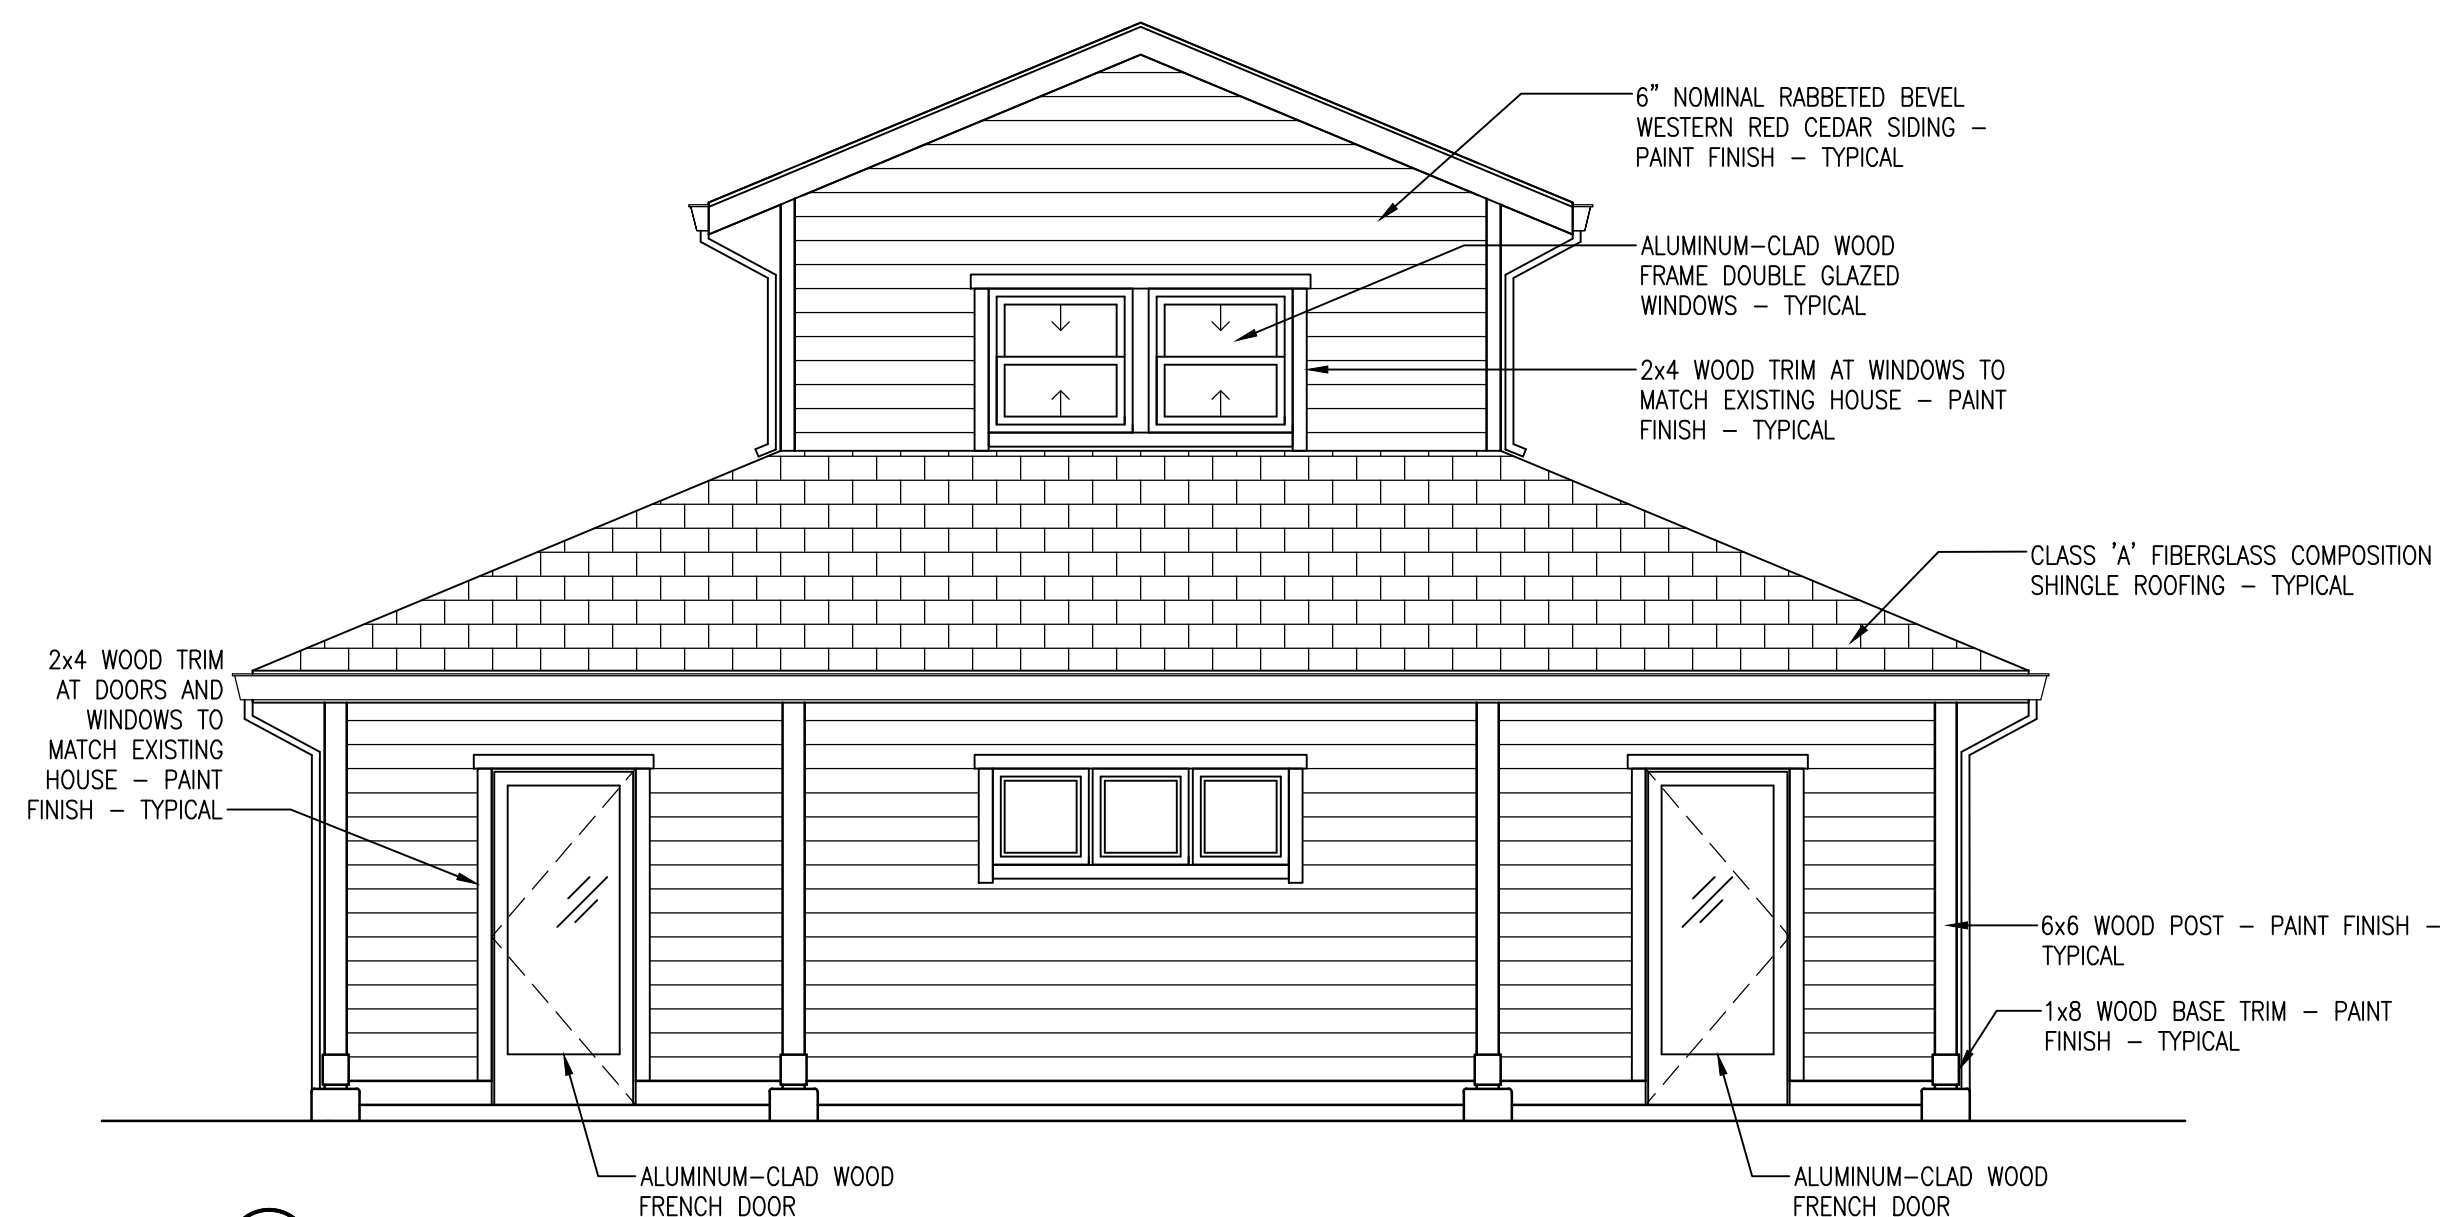 6" NOMINAL RABBETED BEVEL
WESTERN RED CEDAR SIDING –
PAINT FINISH – TYPICAL
ALUMINUM–CLAD WOOD
FRAME DOUBLE GLAZED
WINDOWS – TYPICAL
2x4 WOOD TRIM AT WINDOWS TO
MATCH EXISTING HOUSE – PAINT
FINISH – TYPICAL
CLASS 'A' FIBERGLASS COMPOSITION
SHINGLE ROOFING – TYPICAL
2x4 WOOD TRIM
AT DOORS AND
WINDOWS TO
MATCH EXISTING
HOUSE – PAINT
FINISH – TYPICAL
6x6 WOOD POST – PAINT FINISH –
TYPICAL
1x8 WOOD BASE TRIM – PAINT
FINISH – TYPICAL
ALUMINUM–CLAD WOOD
FRENCH DOOR
ALUMINUM–CLAD WOOD
FRENCH DOOR